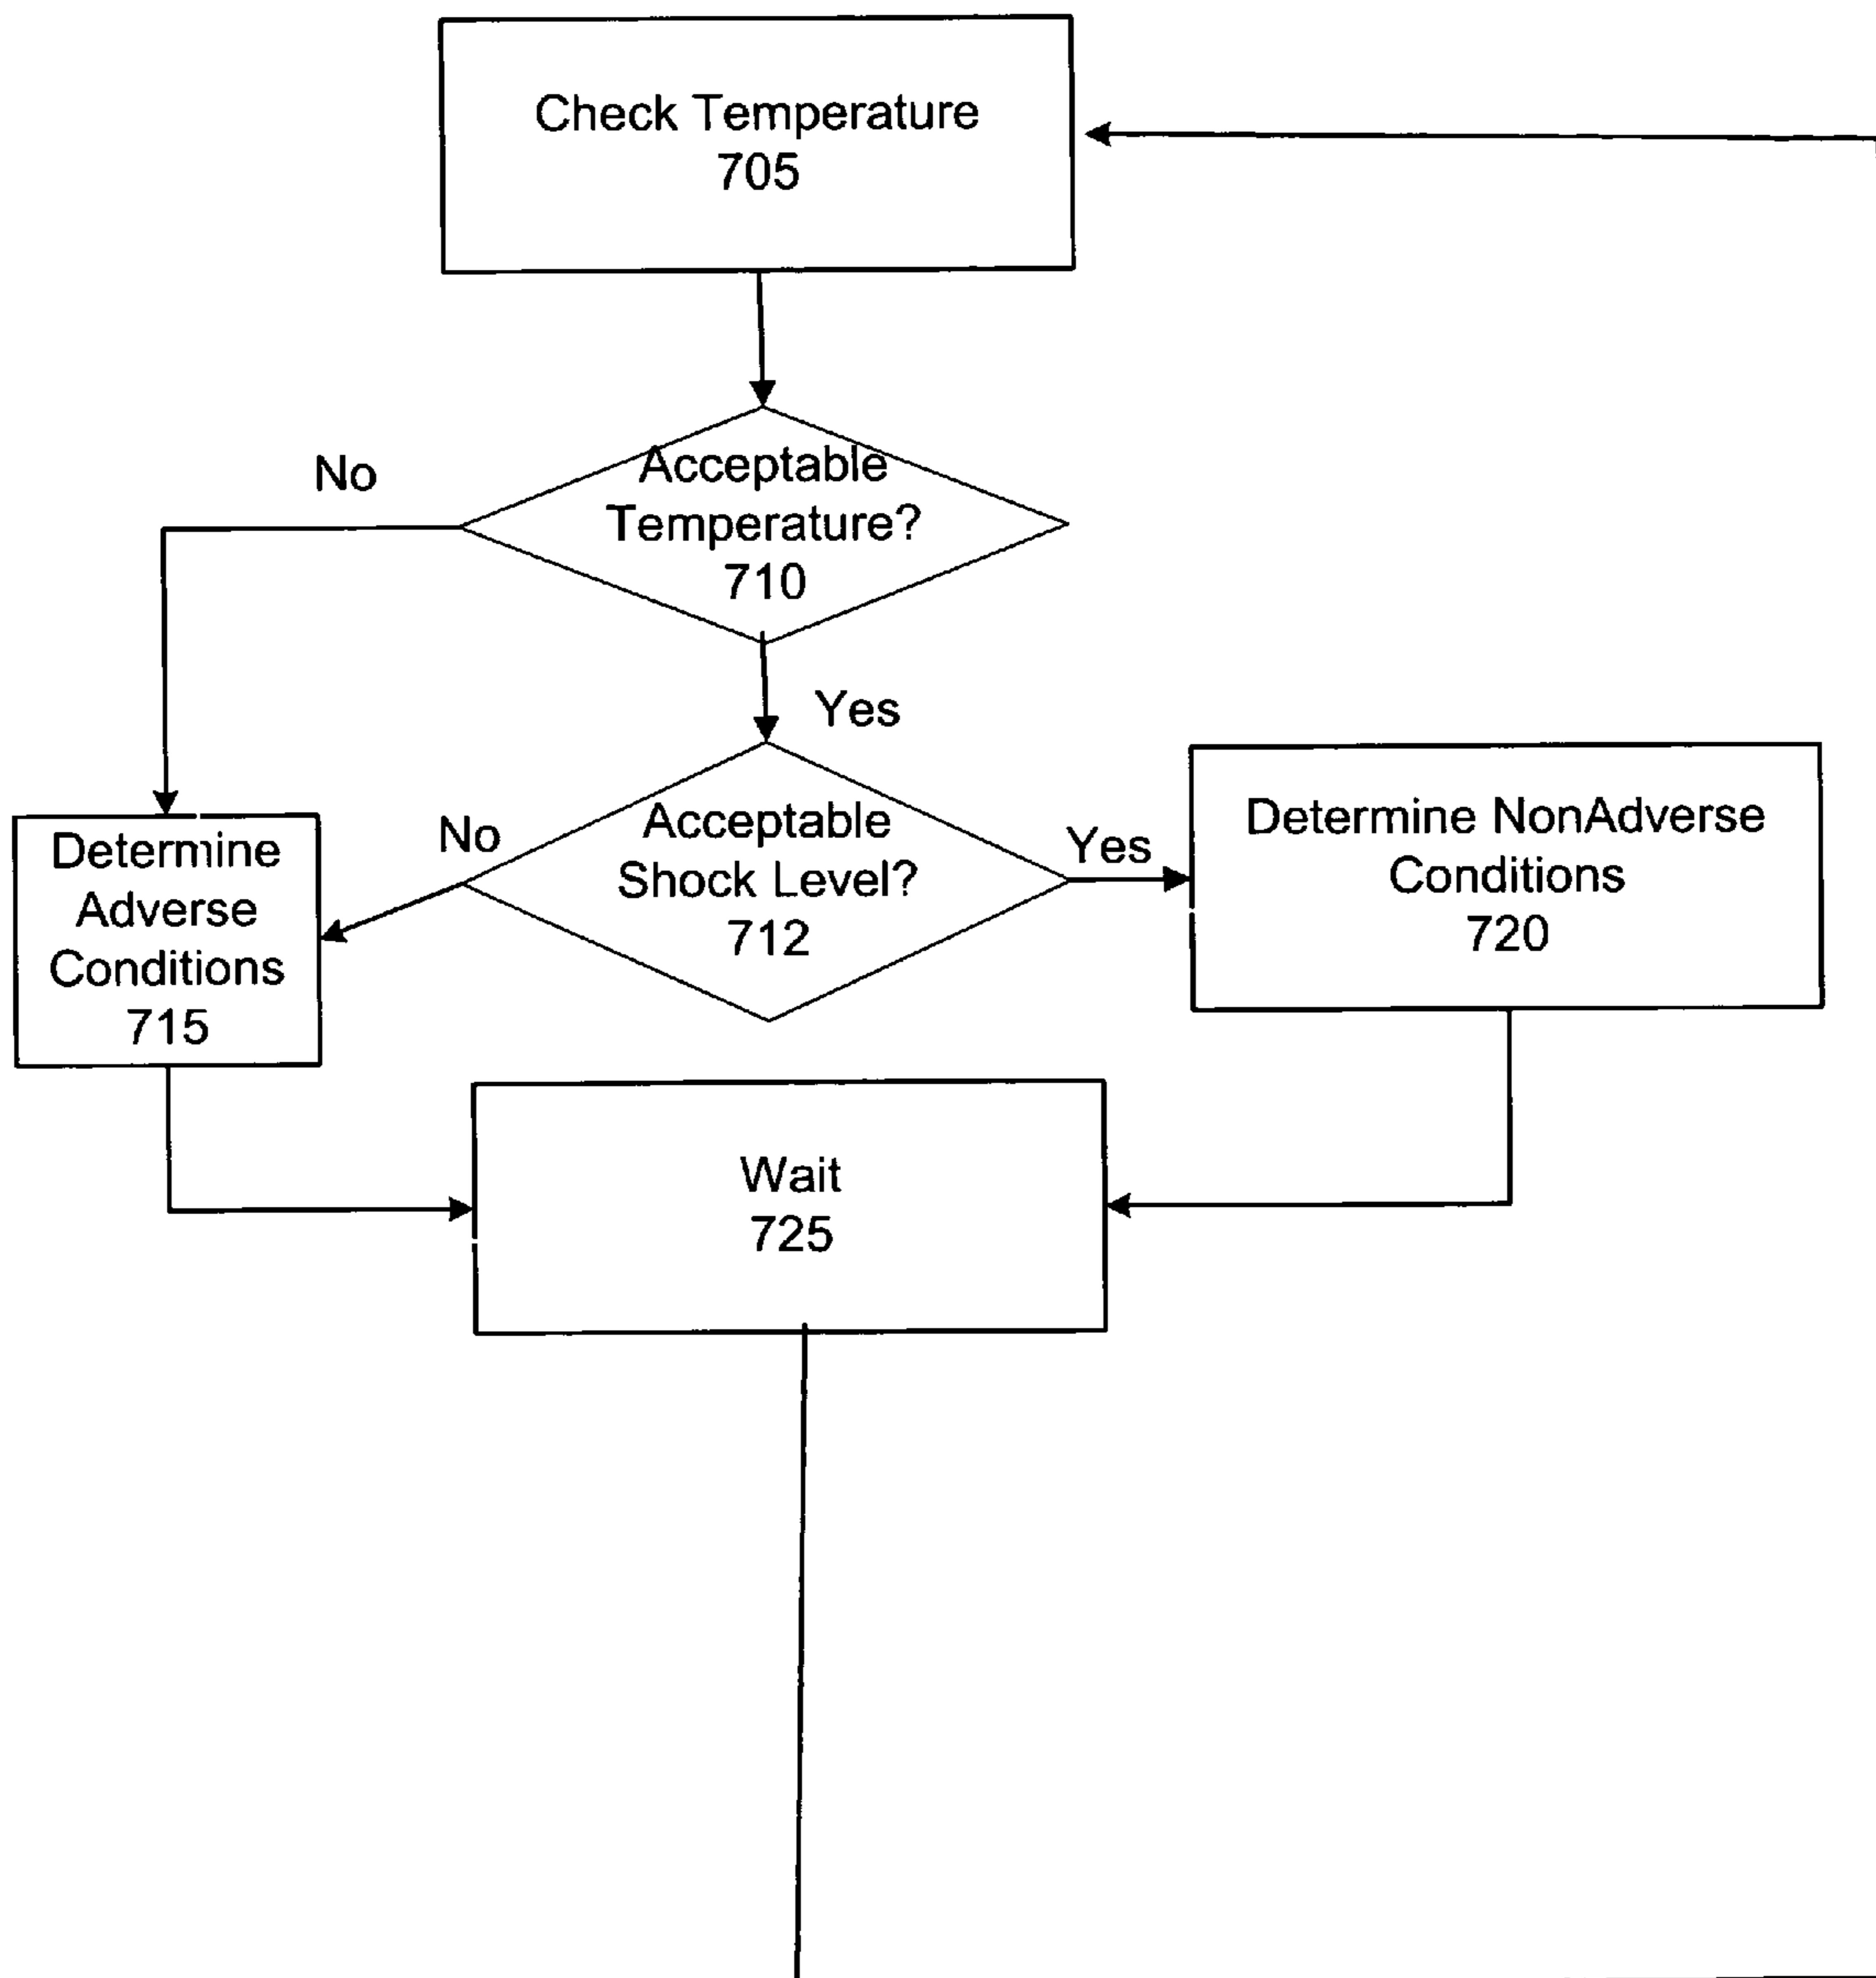 Check Temperature
705
No
Acceptable
Temperature?
710
Yes
Determine
Adverse
Conditions
715
No
Acceptable
Shock Level?
712
Yes
Determine NonAdverse
Conditions
720
Wait
725